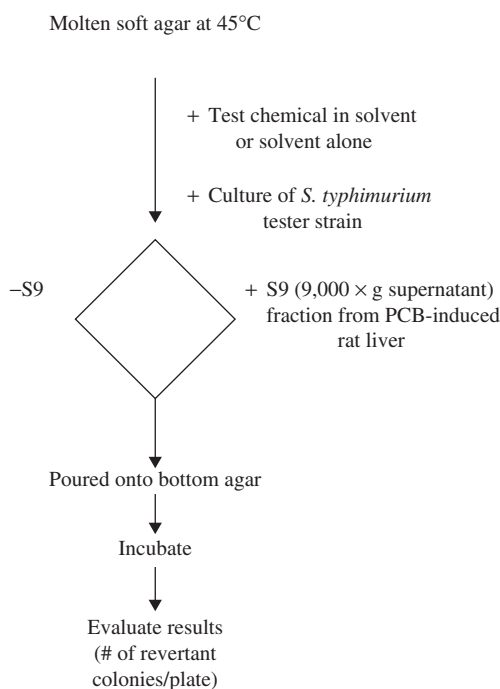 Molten soft agar at 45°C
+ Test chemical in solvent
or solvent alone
+ Culture of S. typhimurium
tester strain
−S9
+ S9 (9,000 × g supernatant)
fraction from PCB-induced
rat liver
Poured onto bottom agar
Incubate
Evaluate results
(# of revertant
colonies/plate)